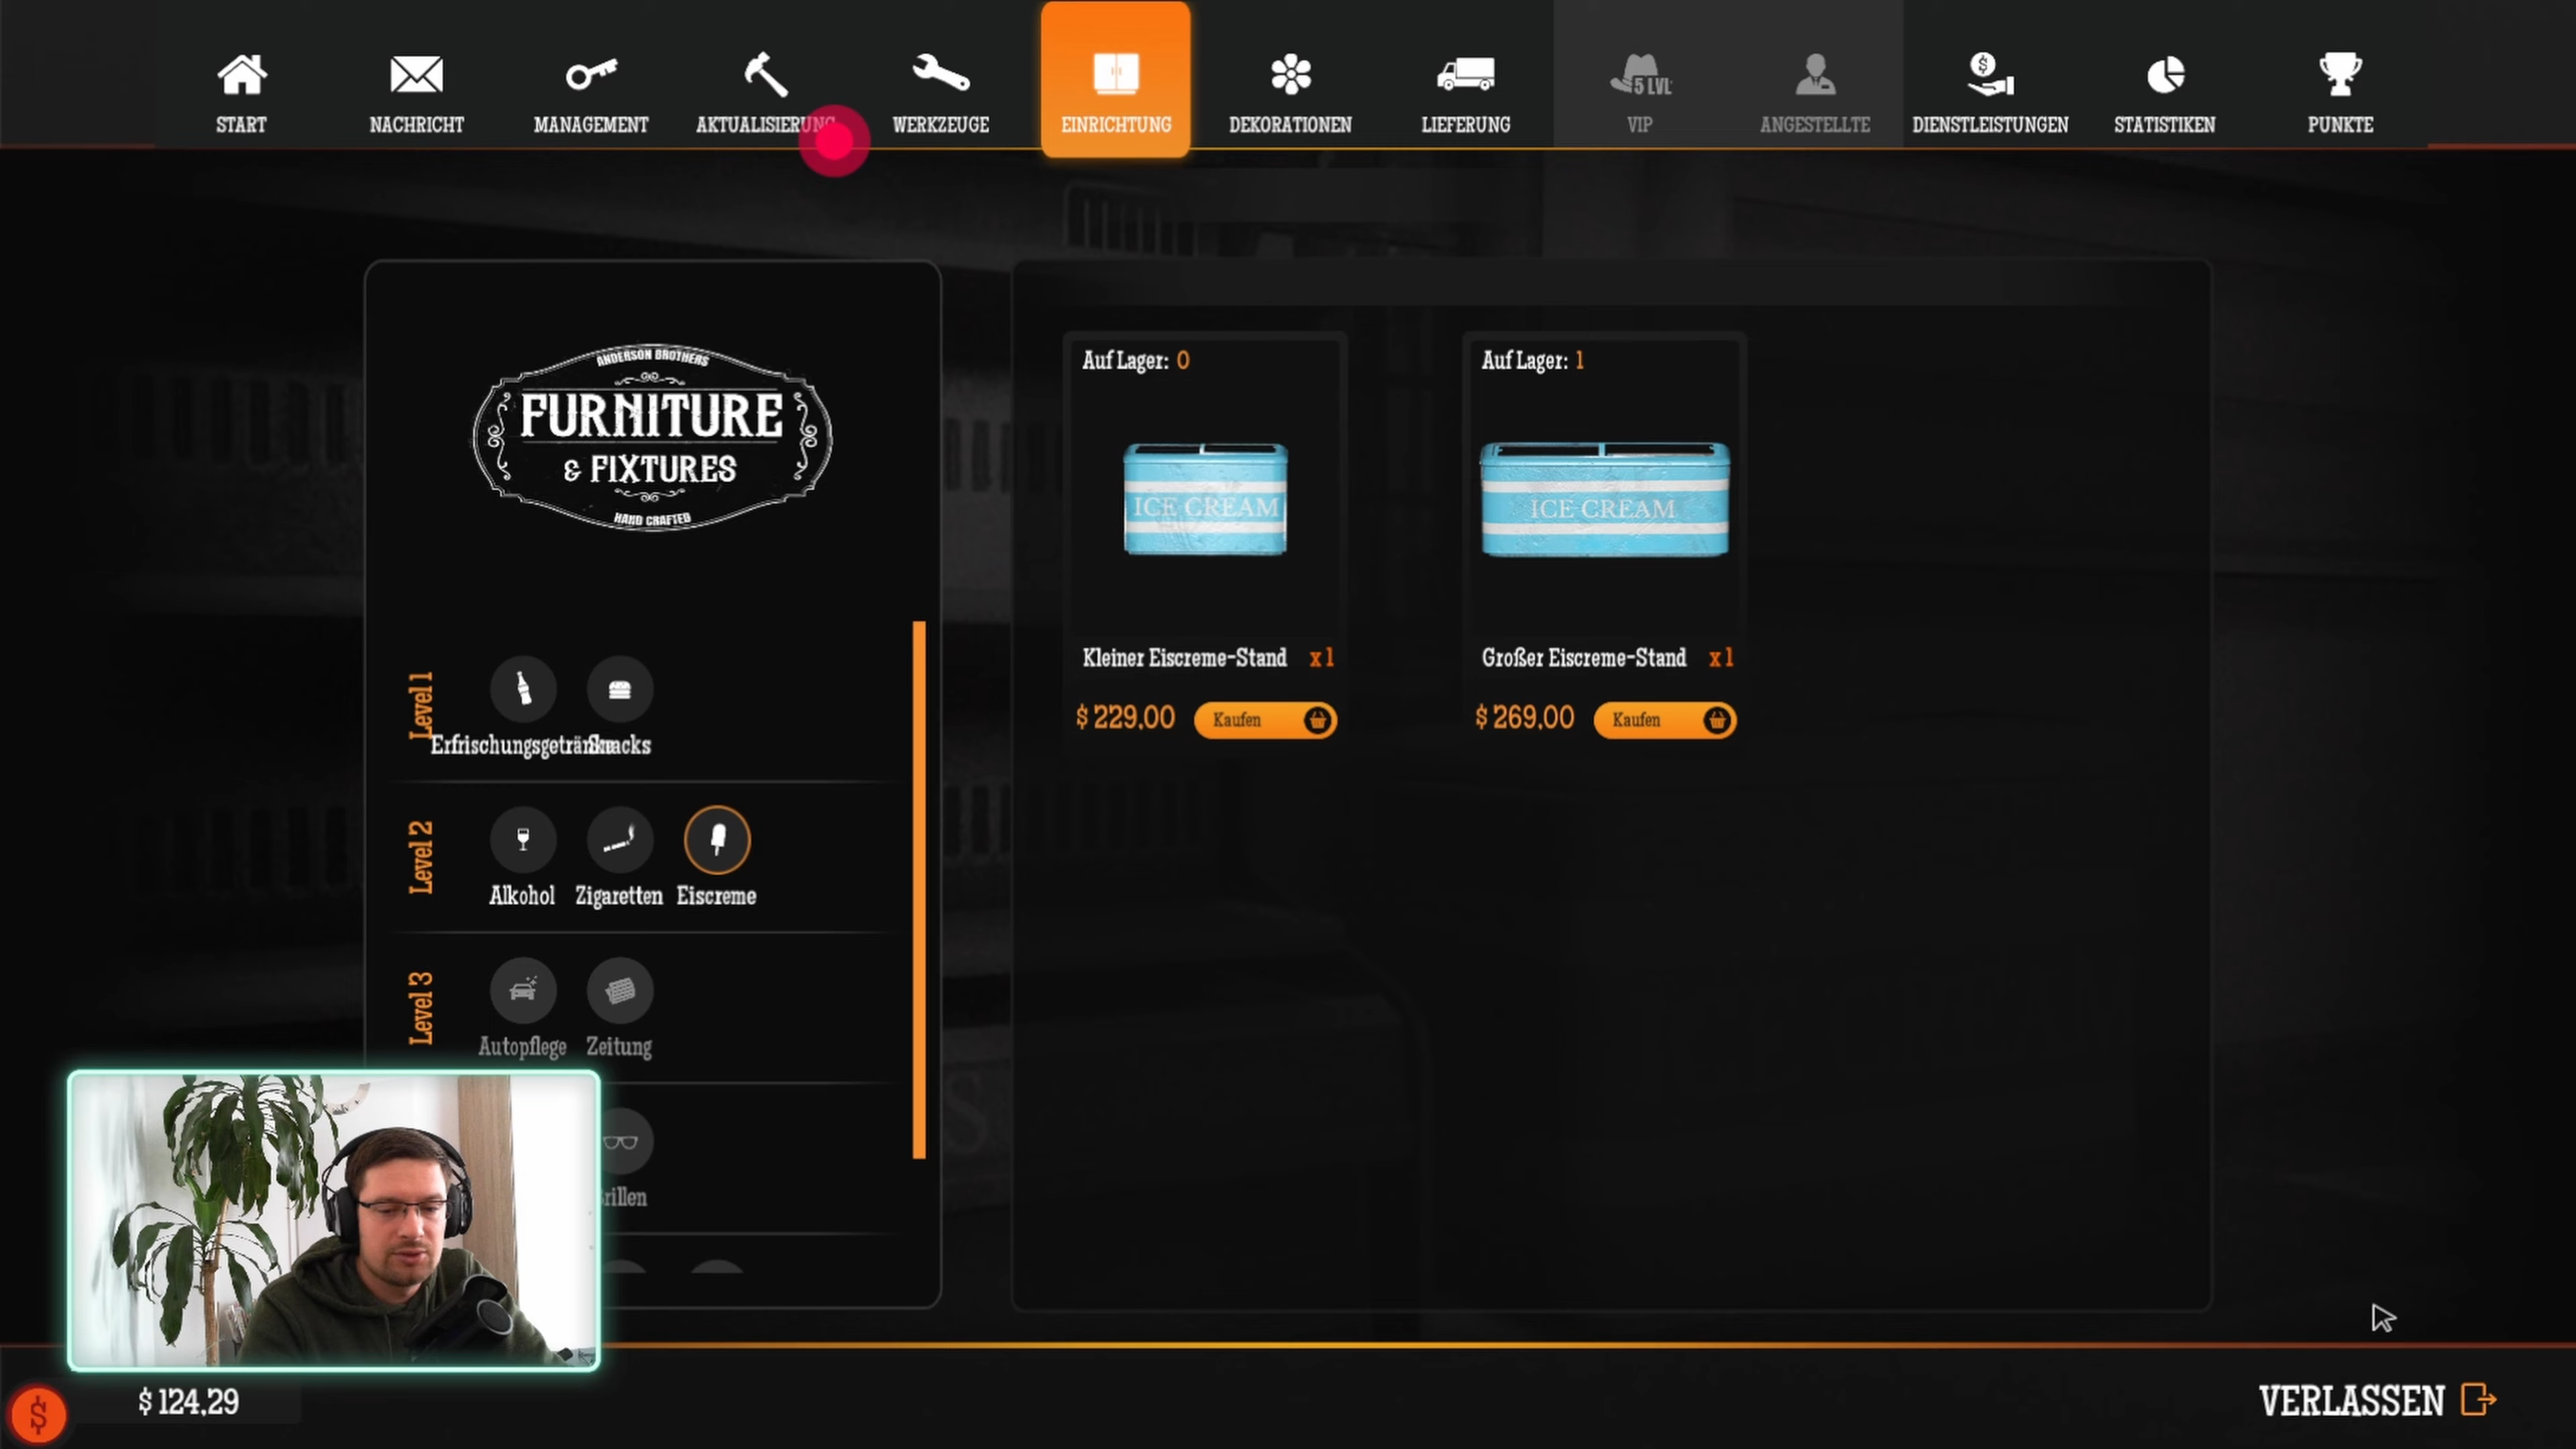 START
NACHRICHT
MANAGEMENT
AKTUALISIERUNG
WERKZEUGE
EINRICHTUNG
DEKORATIONEN
LIEFERUNG
5 LVL
VIP
ANGESTELLTE
DIENSTLEISTUNGEN
STATISTIKEN
PUNKTE
ANDERSON BROTHERS
FURNITURE
& FIXTURES
HAND CRAFTED
Level 1
Erfrischungsgetränke
Snacks
Level 2
Alkohol
Zigaretten
Eiscreme
Level 3
Autopflege
Zeitung
Auf Lager: 0
ICE CREAM
Kleiner Eiscreme-Stand x1
$ 229,00
Kaufen
Auf Lager: 1
ICE CREAM
Großer Eiscreme-Stand x1
$ 269,00
Kaufen
$ 124,29
VERLASSEN